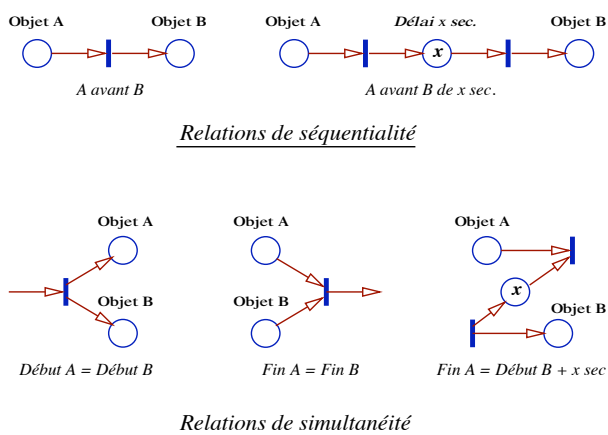 Objet A
Objet B
Objet A
Délai x sec.
Objet B
x
A avant B
A avant B de x sec.
Relations de séquentialité
Objet A
Objet A
Objet A
x
Objet B
Objet B
Objet B
Début A = Début B
Fin A = Fin B
Fin A = Début B + x sec
Relations de simultanéité